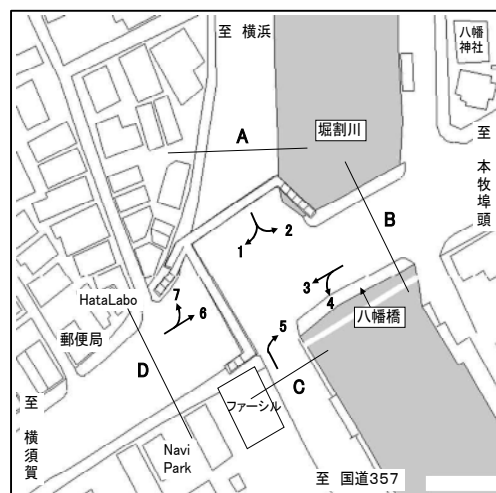 至 横浜
八幡
神社
A
堀割川
至 本牧埠頭
B
1
2
3
4
HataLabo
7
6
5
八幡橋
郵便局
D
C
ファーシル
至 横須賀
Navi
Park
至 国道357